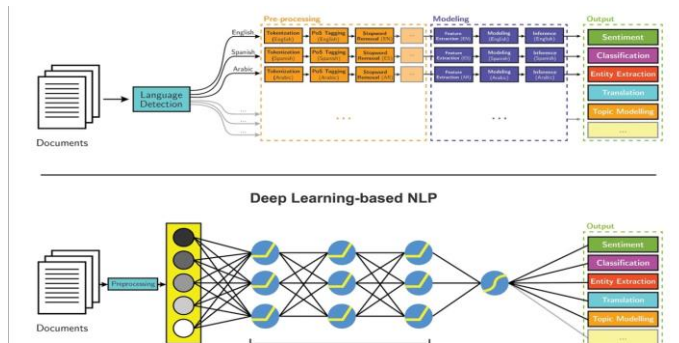 Pre-processing
Modeling
Output
English
Tokenization
(English)
PoS Tagging
(English)
Stopword
Removal (EN)
...
Feature
Extraction (EN)
Modeling
(English)
Inference
(English)
Sentiment
Spanish
Tokenization
(Spanish)
PoS Tagging
(Spanish)
Stopword
Removal (ES)
...
Feature
Extraction (ES)
Modeling
(Spanish)
Inference
(Spanish)
Classification
Arabic
Tokenization
(Arabic)
PoS Tagging
(Arabic)
Stopword
Removal (AR)
...
Feature
Extraction (AR)
Modeling
(Arabic)
Inference
(Arabic)
Entity Extraction
Language
Detection
Translation
...
...
...
...
Topic Modelling
...
Documents
Deep Learning-based NLP
Output
Sentiment
Classification
Preprocessing
Entity Extraction
Translation
Topic Modelling
Documents
...